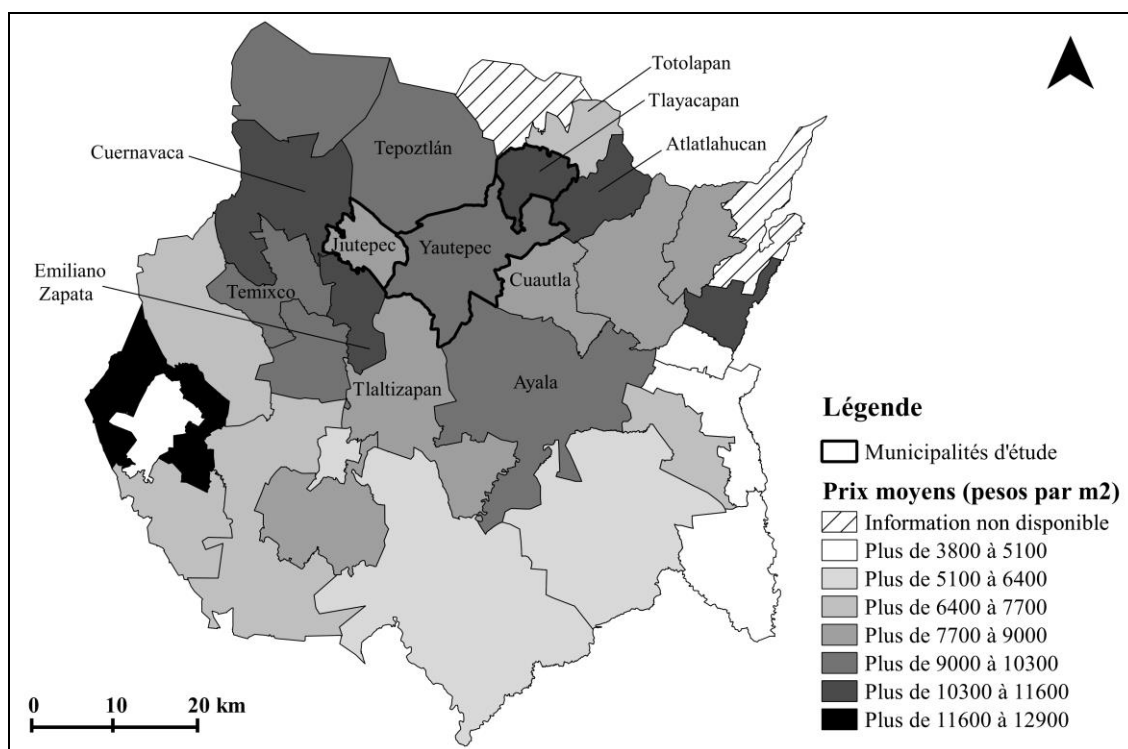 Totolapan
Tlayacapan
Atlatlahucan
Cuernavaca
Tepoztlán
Jiutepec
Yautepec
Emiliano
Zapata
Temixco
Cuautla
Tlaltizapan
Ayala
Légende
Municipalités d'étude
Prix moyens (pesos par m2)
Information non disponible
Plus de 3800 à 5100
Plus de 5100 à 6400
Plus de 6400 à 7700
Plus de 7700 à 9000
Plus de 9000 à 10300
Plus de 10300 à 11600
Plus de 11600 à 12900
0 10 20 km